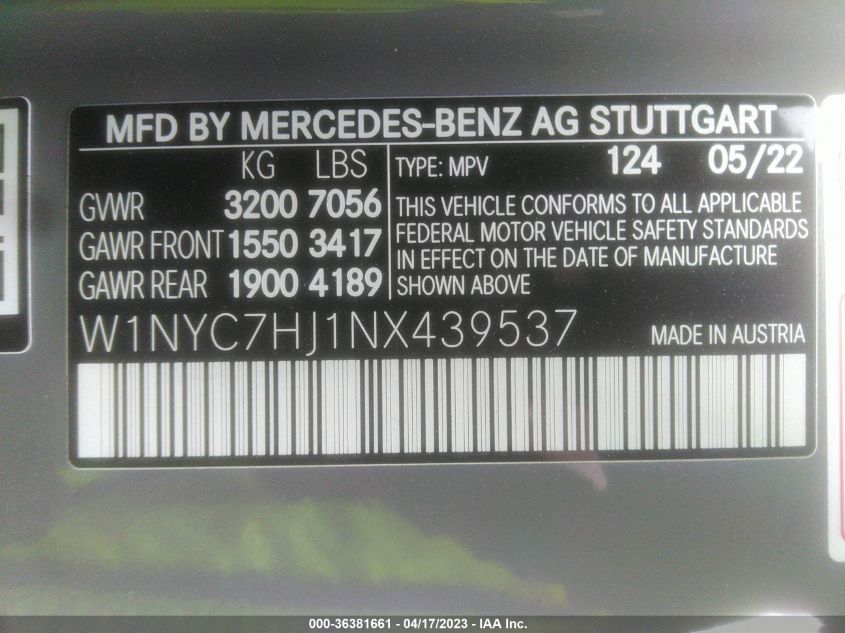 MFD BY MERCEDES-BENZ AG STUTTGART
KG LBS
GVWR 3200 7056
GAWR FRONT 1550 3417
GAWR REAR 1900 4189
TYPE: MPV 124 05/22
THIS VEHICLE CONFORMS TO ALL APPLICABLE
FEDERAL MOTOR VEHICLE SAFETY STANDARDS
IN EFFECT ON THE DATE OF MANUFACTURE
SHOWN ABOVE
W1NYC7HJ1NX439537 MADE IN AUSTRIA
000-36381661 - 04/17/2023 - IAA Inc.